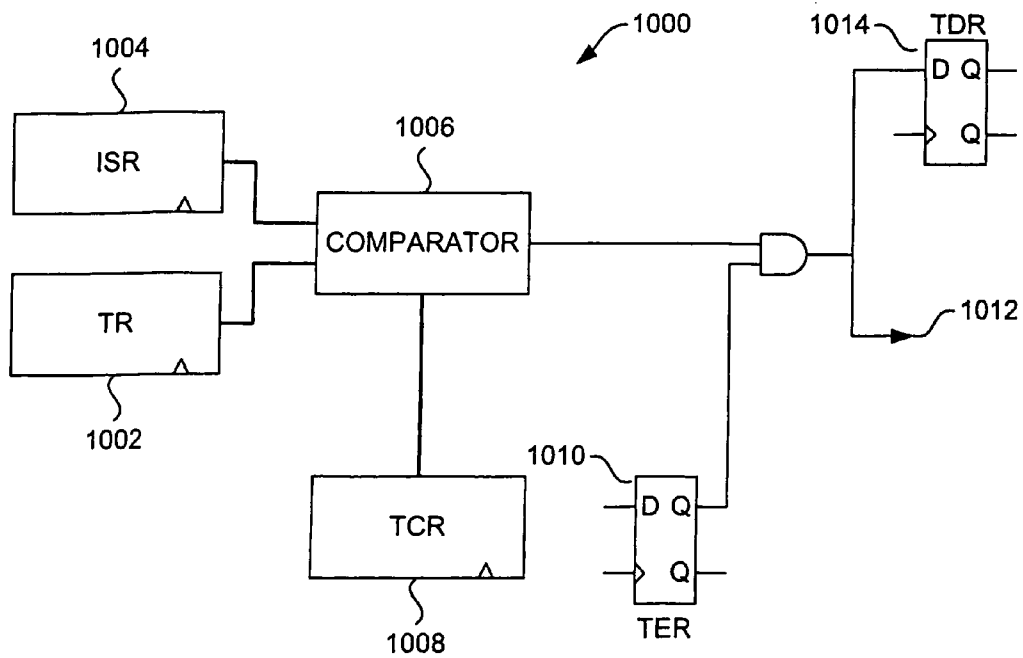 1000
1004
ISR
1006
COMPARATOR
TR
1002
TCR
1008
1014
TDR
D Q
Q
1012
1010
D Q
Q
TER